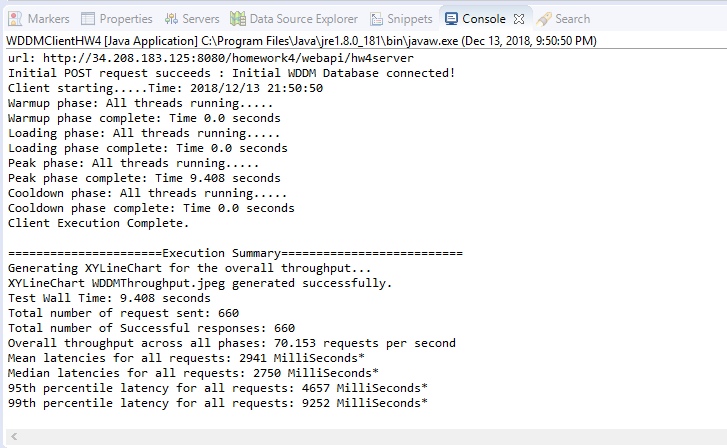 Markers Properties Servers Data Source Explorer Snippets Console Search
WDDMClientHW4 [Java Application] C:\Program Files\Java\jre1.8.0_181\bin\javaw.exe (Dec 13, 2018, 9:50:50 PM)
url: http://34.208.183.125:8080/homework4/webapi/hw4server
Initial POST request succeeds : Initial WDDM Database connected!
Client starting.....Time: 2018/12/13 21:50:50
Warmup phase: All threads running.....
Warmup phase complete: Time 0.0 seconds
Loading phase: All threads running.....
Loading phase complete: Time 0.0 seconds
Peak phase: All threads running.....
Peak phase complete: Time 9.408 seconds
Cooldown phase: All threads running.....
Cooldown phase complete: Time 0.0 seconds
Client Execution Complete.
======================Execution Summary==========================
Generating XYLineChart for the overall throughput...
XYLineChart WDDMThroughput.jpeg generated successfully.
Test Wall Time: 9.408 seconds
Total number of request sent: 660
Total number of Successful responses: 660
Overall throughput across all phases: 70.153 requests per second
Mean latencies for all requests: 2941 MilliSeconds*
Median latencies for all requests: 2750 MilliSeconds*
95th percentile latency for all requests: 4657 MilliSeconds*
99th percentile latency for all requests: 9252 MilliSeconds*